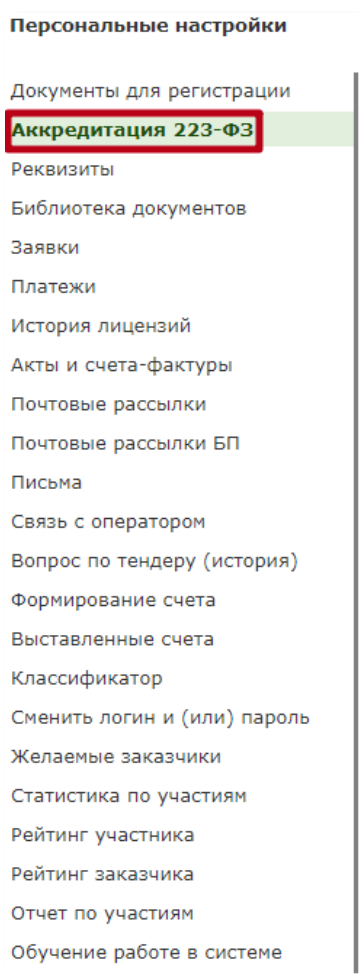 Персональные настройки
Документы для регистрации
Аккредитация 223-ФЗ
Реквизиты
Библиотека документов
Заявки
Платежи
История лицензий
Акты и счета-фактуры
Почтовые рассылки
Почтовые рассылки БП
Письма
Связь с оператором
Вопрос по тендеру (история)
Формирование счета
Выставленные счета
Классификатор
Сменить логин и (или) пароль
Желаемые заказчики
Статистика по участиям
Рейтинг участника
Рейтинг заказчика
Отчет по участиям
Обучение работе в системе